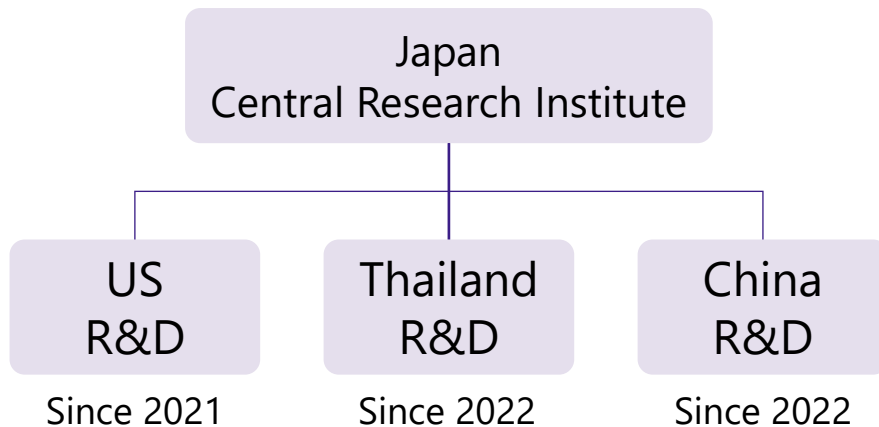 Japan
Central Research Institute
US
R&D
Thailand
R&D
China
R&D
Since 2021
Since 2022
Since 2022